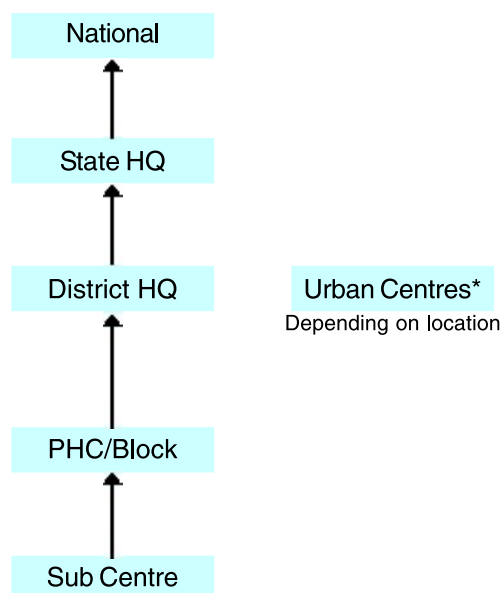 National
State HQ
District HQ
Urban Centres*
Depending on location
PHC/Block
Sub Centre